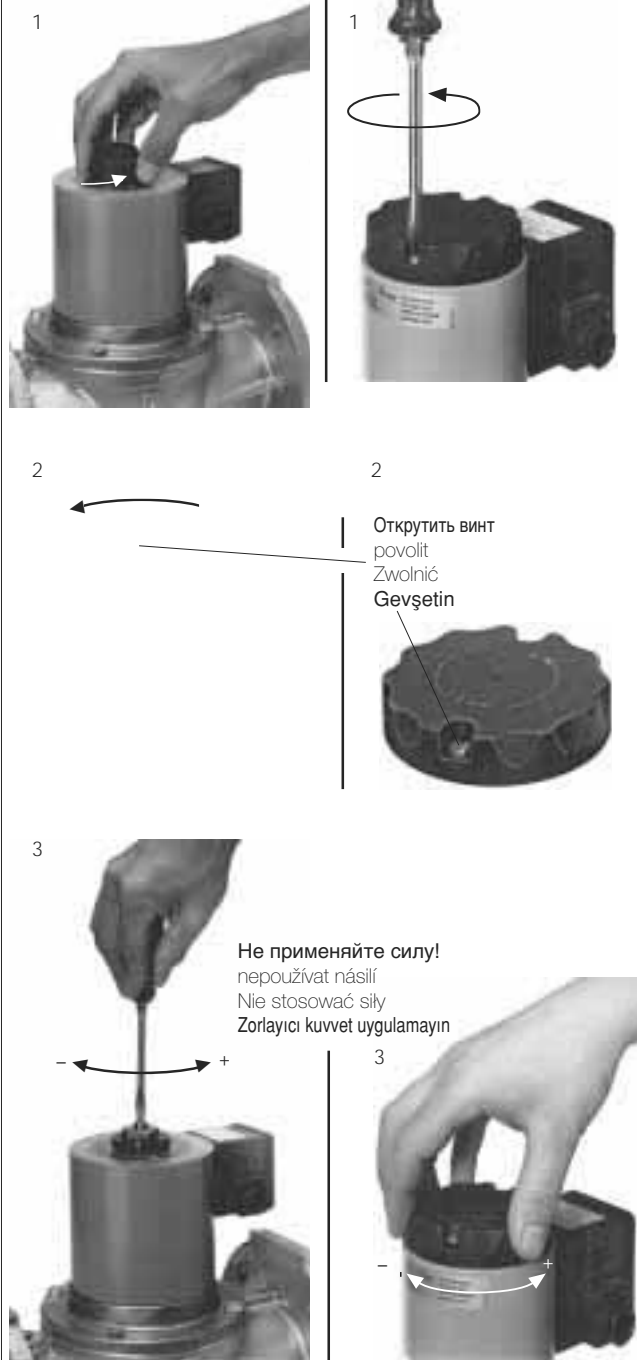 1
1
2
2
Открутить винт
povolit
Zwolnić
Gevşetin
3
Не применяйте силу!
nepoužívat násilí
Nie stosować siły
Zorlayıcı kuvvet uygulamayın
– +
3
– +